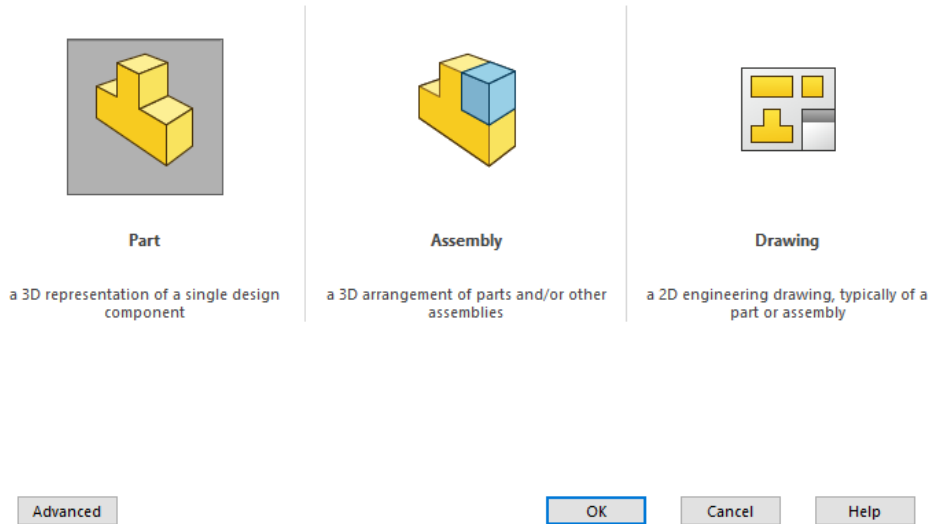 Part
a 3D representation of a single design
component
Assembly
a 3D arrangement of parts and/or other
assemblies
Drawing
a 2D engineering drawing, typically of a
part or assembly
Advanced
OK
Cancel
Help